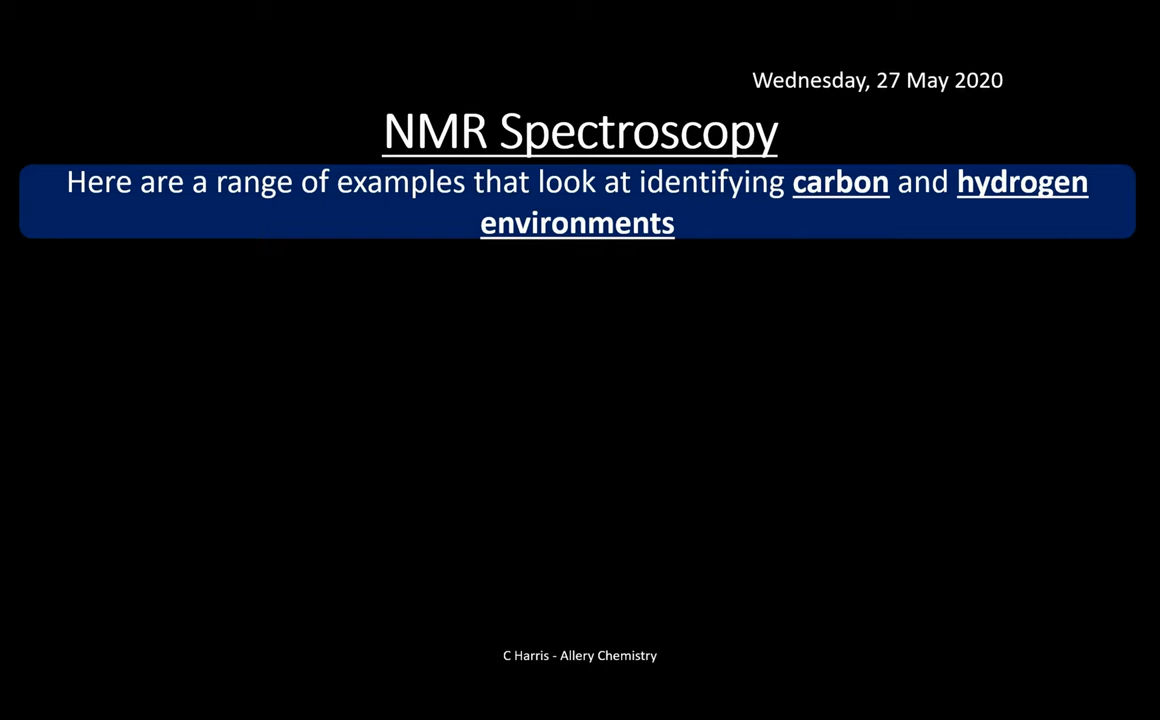 Wednesday, 27 May 2020
NMR Spectroscopy
Here are a range of examples that look at identifying carbon and hydrogen
environments
C Harris - Allery Chemistry